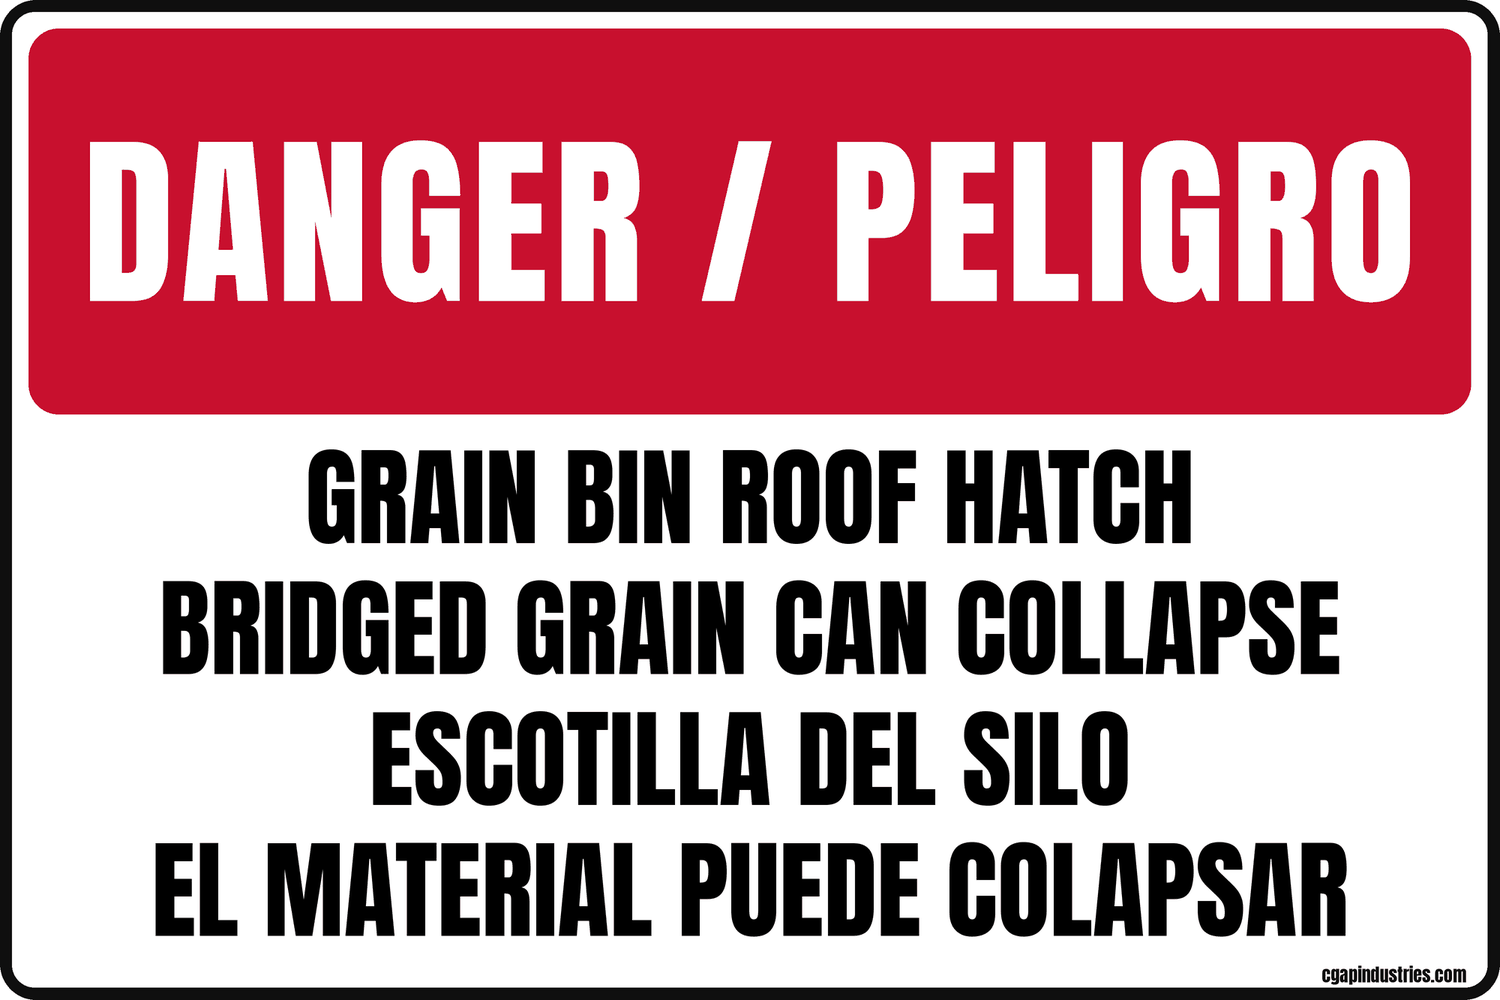 DANGER / PELIGRO
GRAIN BIN ROOF HATCH
BRIDGED GRAIN CAN COLLAPSE
ESCOTILLA DEL SILO
EL MATERIAL PUEDE COLAPSAR
cgapindustries.com